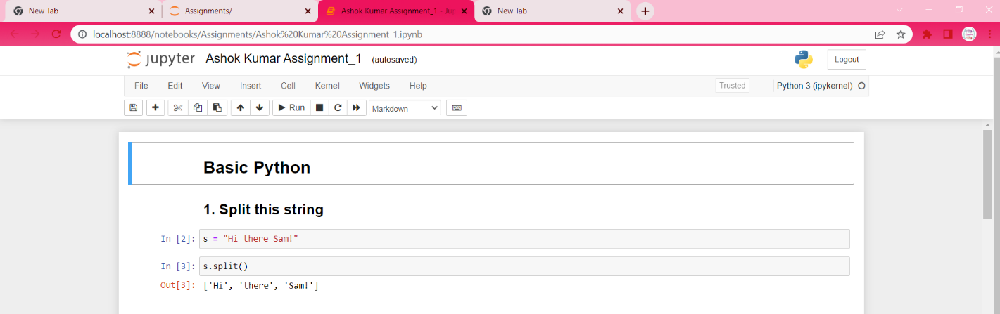 New Tab
Assignments/
Ashok Kumar Assignment_1 - Jup
New Tab
localhost:8888/notebooks/Assignments/Ashok%20Kumar%20Assignment_1.ipynb
jupyter Ashok Kumar Assignment_1 (autosaved)
Logout
File Edit View Insert Cell Kernel Widgets Help
Trusted
Python 3 (ipykernel)
Run
Markdown
Basic Python
1. Split this string
In [2]: s = "Hi there Sam!"
In [3]: s.split()
Out[3]: ['Hi', 'there', 'Sam!']